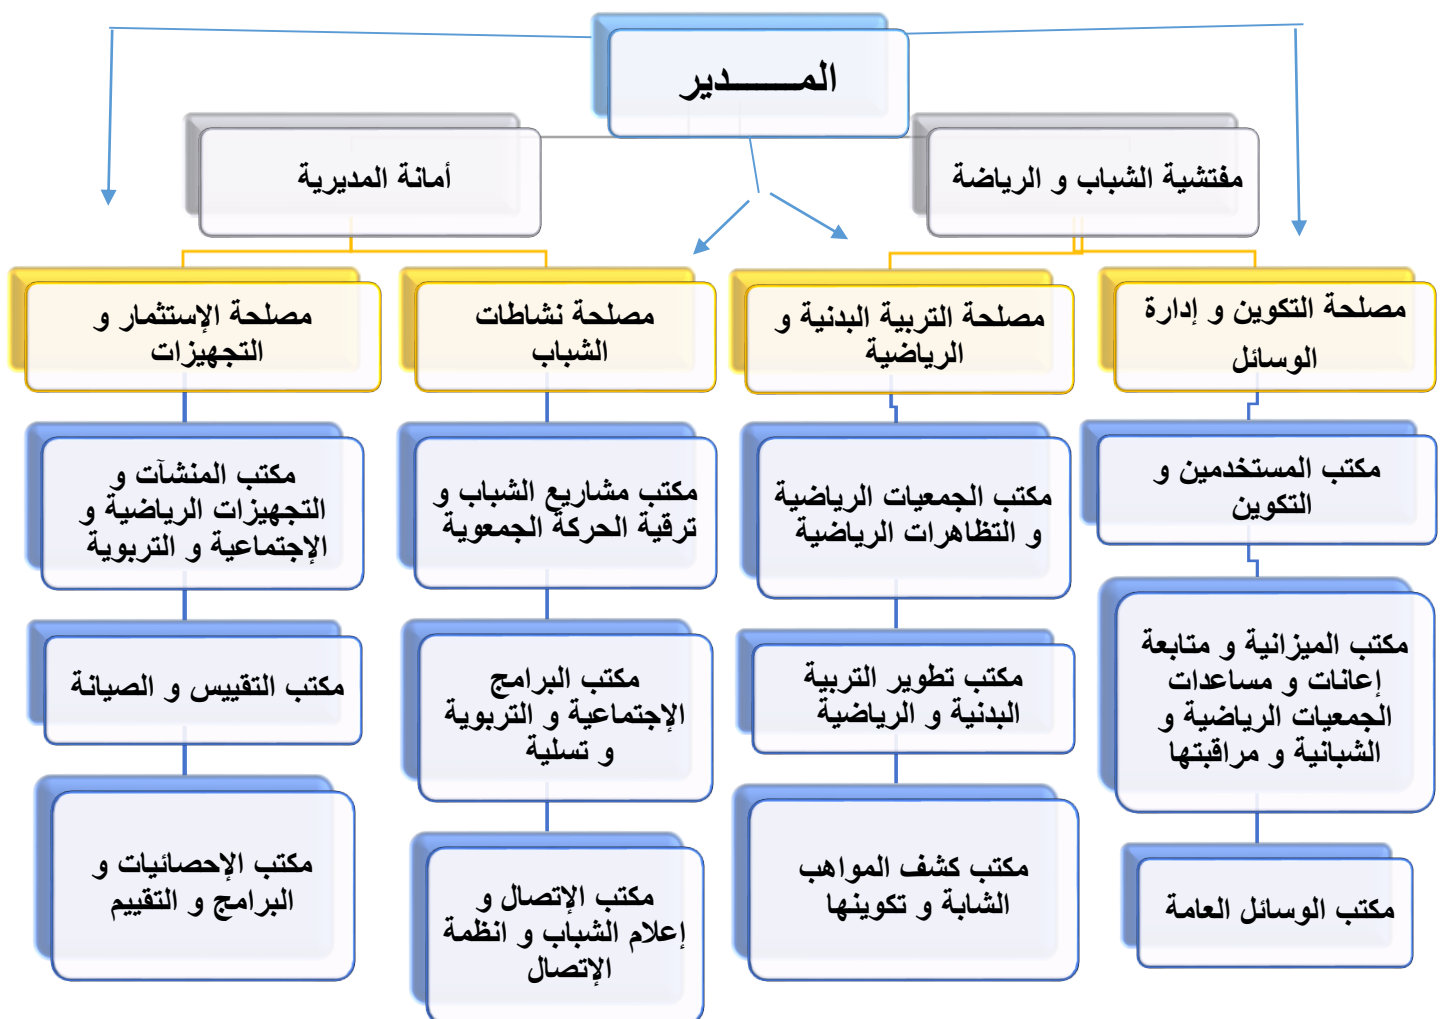 المـــــــدير
مفتشية الشباب و الرياضة
أمانة المديرية
مصلحة التكوين و إدارة
الوسائل
مصلحة التربية البدنية و
الرياضية
مصلحة نشاطات
الشباب
مصلحة الإستثمار و
التجهيزات
مكتب المستخدمين و
التكوين
مكتب الجمعيات الرياضية
و التظاهرات الرياضية
مكتب مشاريع الشباب و
ترقية الحركة الجمعوية
مكتب المنشآت و
التجهيزات الرياضية و
الإجتماعية و التربوية
مكتب الميزانية و متابعة
إعانات و مساعدات
الجمعيات الرياضية و
الشبانية و مراقبتها
مكتب تطوير التربية
البدنية و الرياضية
مكتب البرامج
الإجتماعية و التربوية
و تسلية
مكتب التقييس و الصيانة
مكتب الوسائل العامة
مكتب كشف المواهب
الشابة و تكوينها
مكتب الإتصال و
إعلام الشباب و انظمة
الإتصال
مكتب الإحصائيات و
البرامج و التقييم